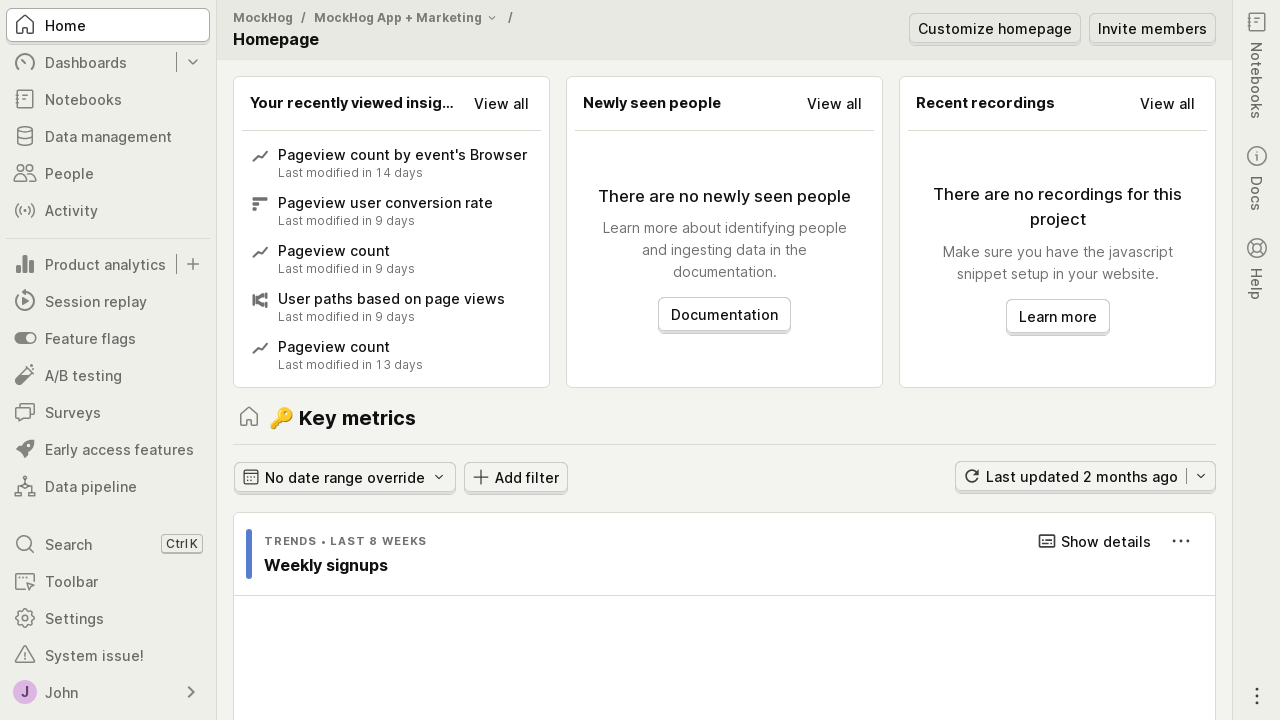 Home
Dashboards
Notebooks
Data management
People
Activity
Product analytics
Session replay
Feature flags
A/B testing
Surveys
Early access features
Data pipeline
Search
Ctrl K
Toolbar
Settings
System issue!
J
John
MockHog / MockHog App + Marketing /
Homepage
Customize homepage
Invite members
Your recently viewed insig...
View all
Pageview count by event's Browser
Last modified in 14 days
Pageview user conversion rate
Last modified in 9 days
Pageview count
Last modified in 9 days
User paths based on page views
Last modified in 9 days
Pageview count
Last modified in 13 days
Newly seen people
View all
There are no newly seen people
Learn more about identifying people
and ingesting data in the
documentation.
Documentation
Recent recordings
View all
There are no recordings for this
project
Make sure you have the javascript
snippet setup in your website.
Learn more
🔑 Key metrics
No date range override
Add filter
Last updated 2 months ago
TRENDS • LAST 8 WEEKS
Weekly signups
Show details
Notebooks
Docs
Help